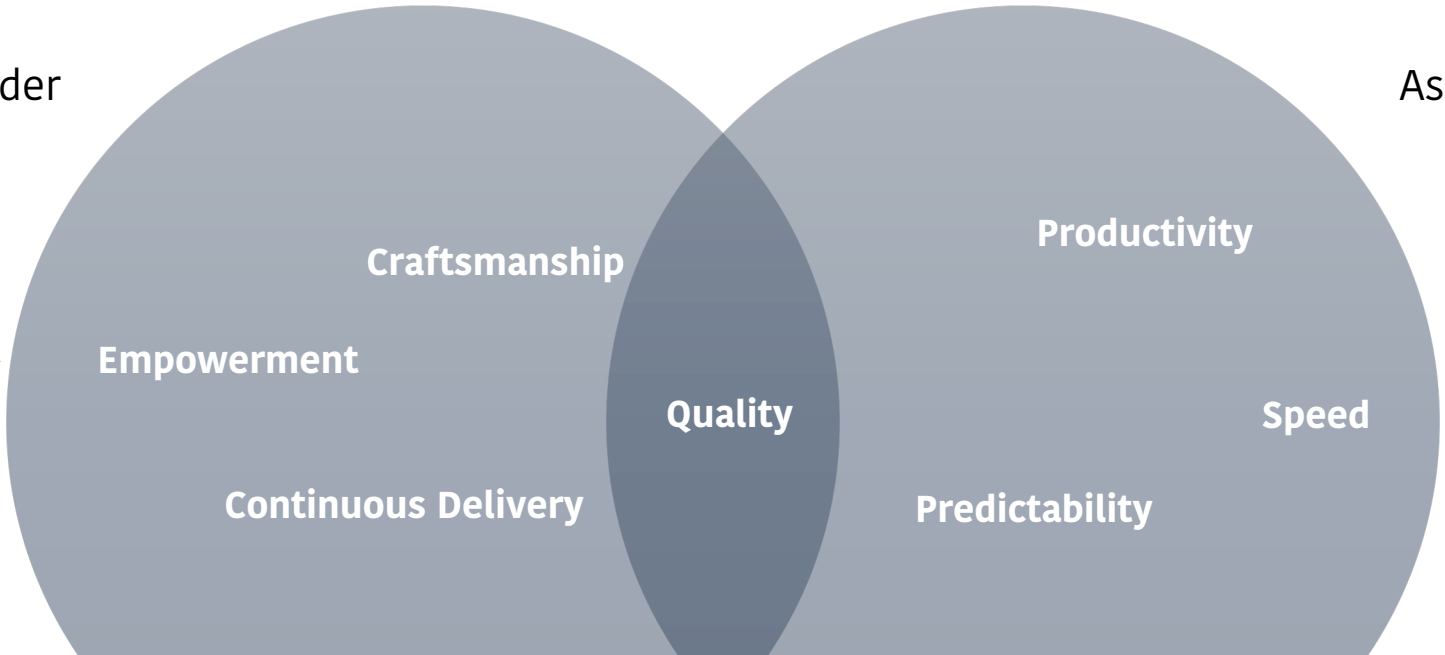 der
As
Productivity
Craftsmanship
Empowerment
Quality
Speed
Continuous Delivery
Predictability